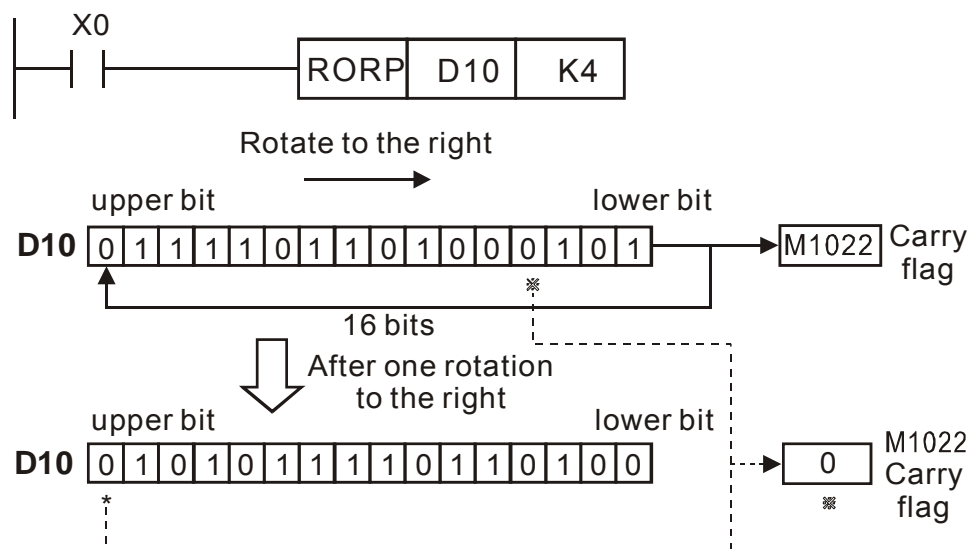 X0
RORP D10 K4
Rotate to the right
upper bit lower bit
D10 0 1 1 1 1 0 1 1 0 1 0 0 0 1 0 1 M1022 Carry flag
※
16 bits
After one rotation
to the right
upper bit lower bit
D10 0 1 0 1 0 1 1 1 1 0 1 1 0 1 0 0 0 M1022
Carry
flag
* ※